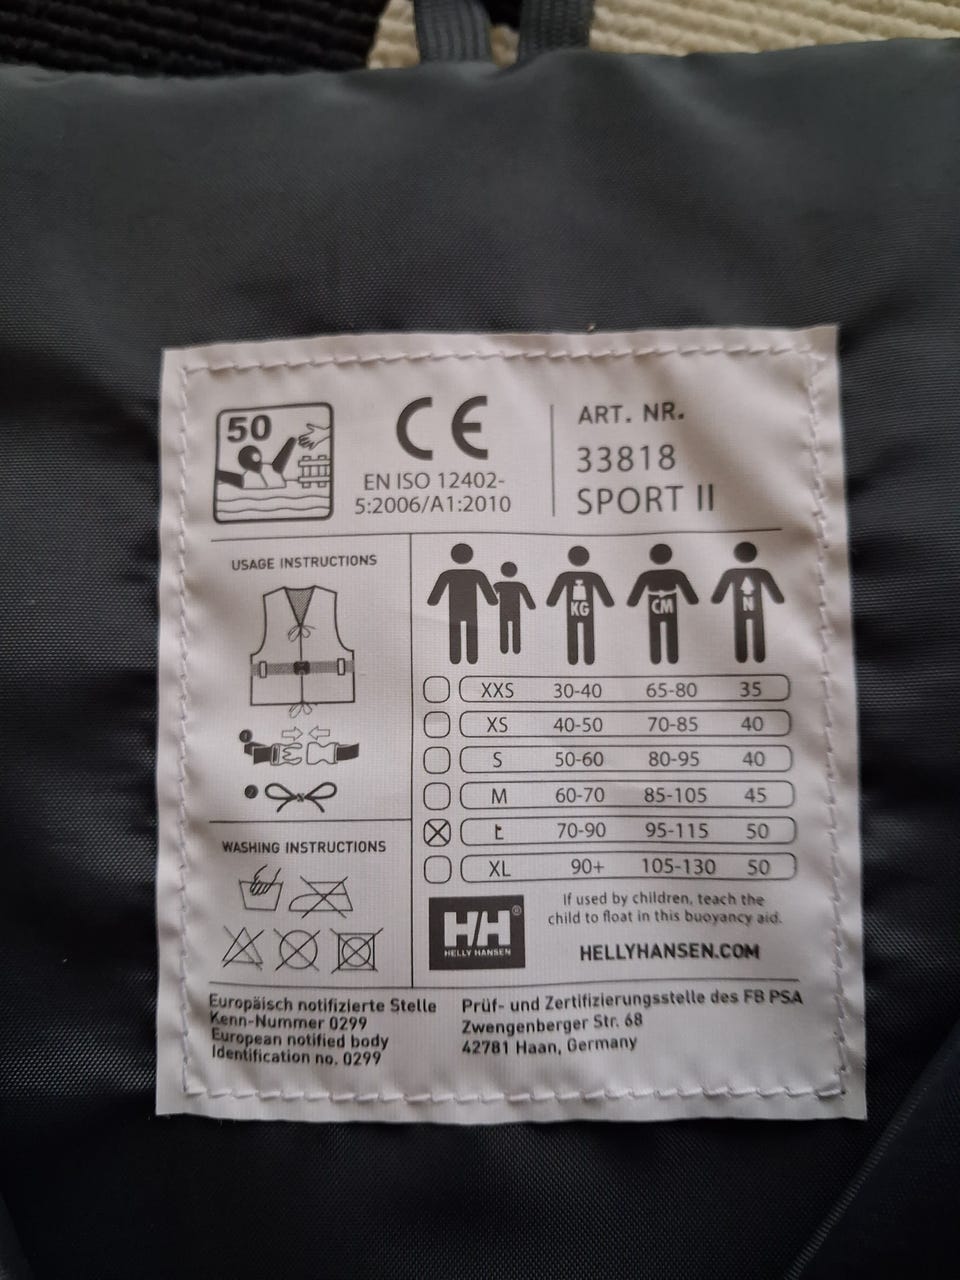 50
CE
EN ISO 12402-
5:2006/A1:2010
ART. NR.
33818
SPORT II
USAGE INSTRUCTIONS
1
2
WASHING INSTRUCTIONS
KG CM N
XXS 30-40 65-80 35
XS 40-50 70-85 40
S 50-60 80-95 40
M 60-70 85-105 45
L 70-90 95-115 50
XL 90+ 105-130 50
H/H®
HELLY HANSEN
If used by children, teach the
child to float in this buoyancy aid.
HELLYHANSEN.COM
Europäisch notifizierte Stelle
Kenn-Nummer 0299
European notified body
Identification no. 0299
Prüf- und Zertifizierungsstelle des FB PSA
Zwengenberger Str. 68
42781 Haan, Germany